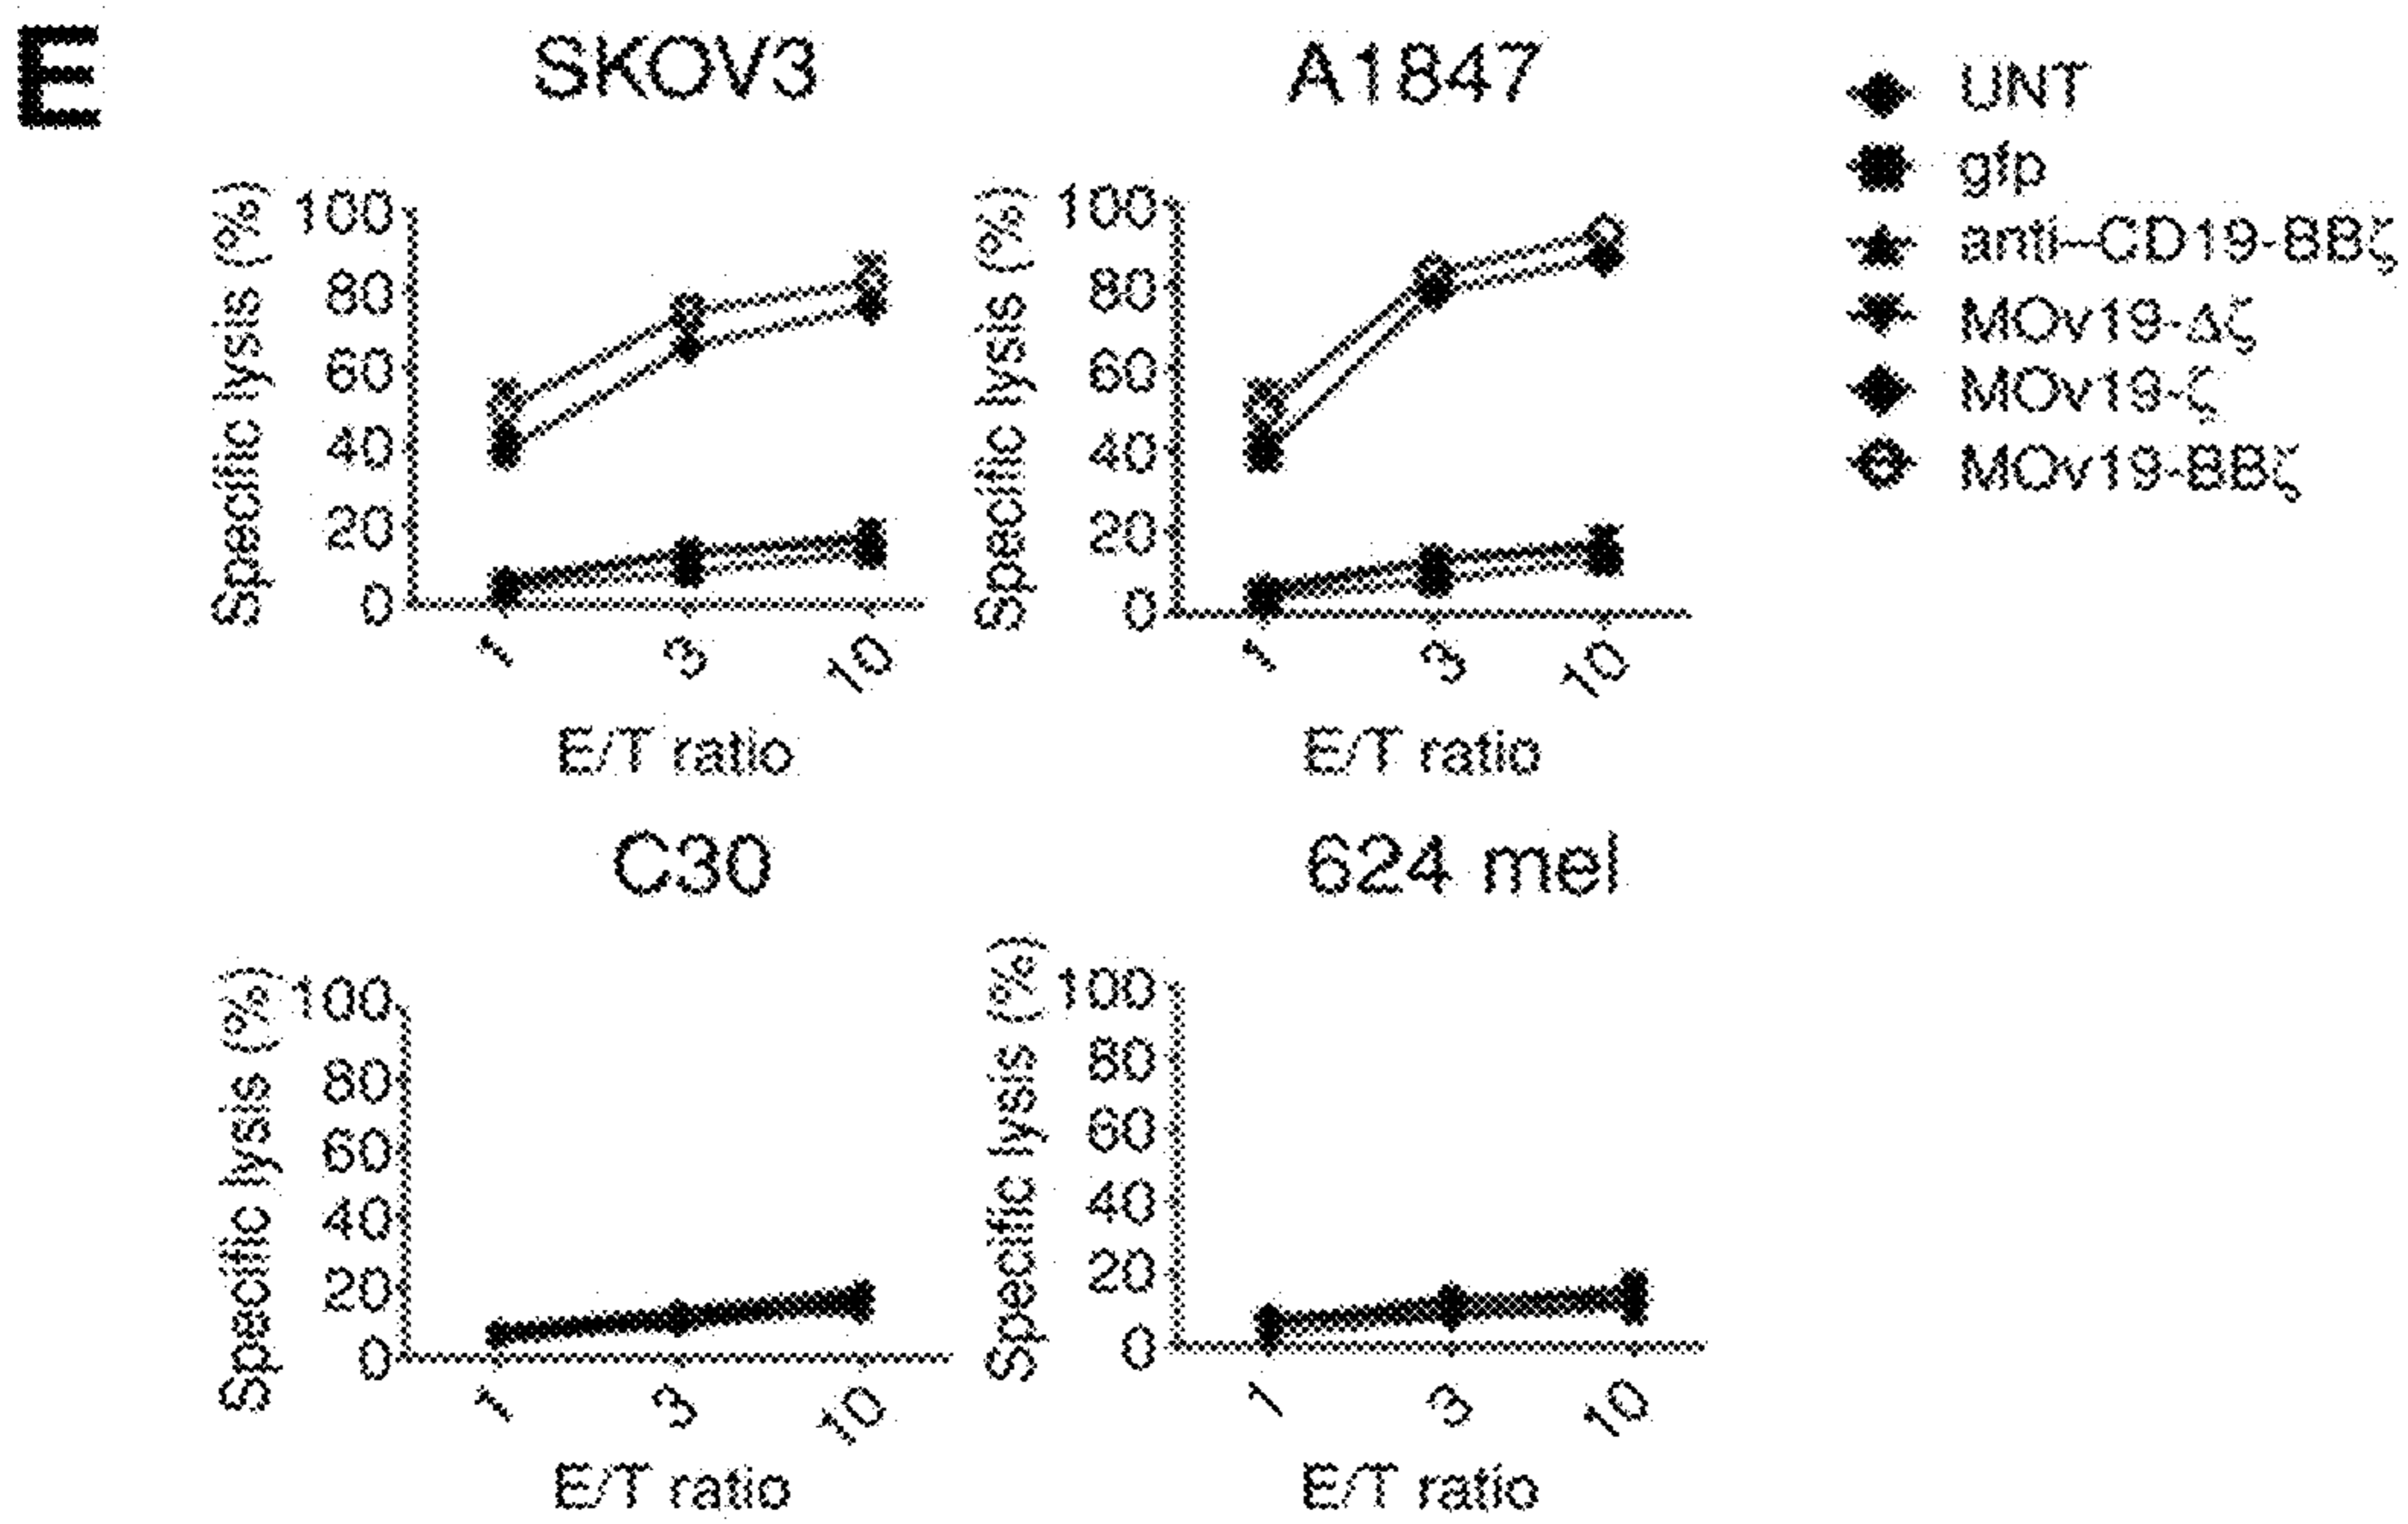 E
SKOV3
A1847
UNT
gfp
anti–CD19-BBζ
MOv19-Δζ
MOv19-ζ
MOv19-BBζ
Specific lysis (%)
100
80
60
40
20
0
1
3
10
E/T ratio
Specific lysis (%)
100
80
60
40
20
0
1
3
10
E/T ratio
C30
624 mel
Specific lysis (%)
100
80
60
40
20
0
1
3
10
E/T ratio
Specific lysis (%)
100
80
60
40
20
0
1
3
10
E/T ratio